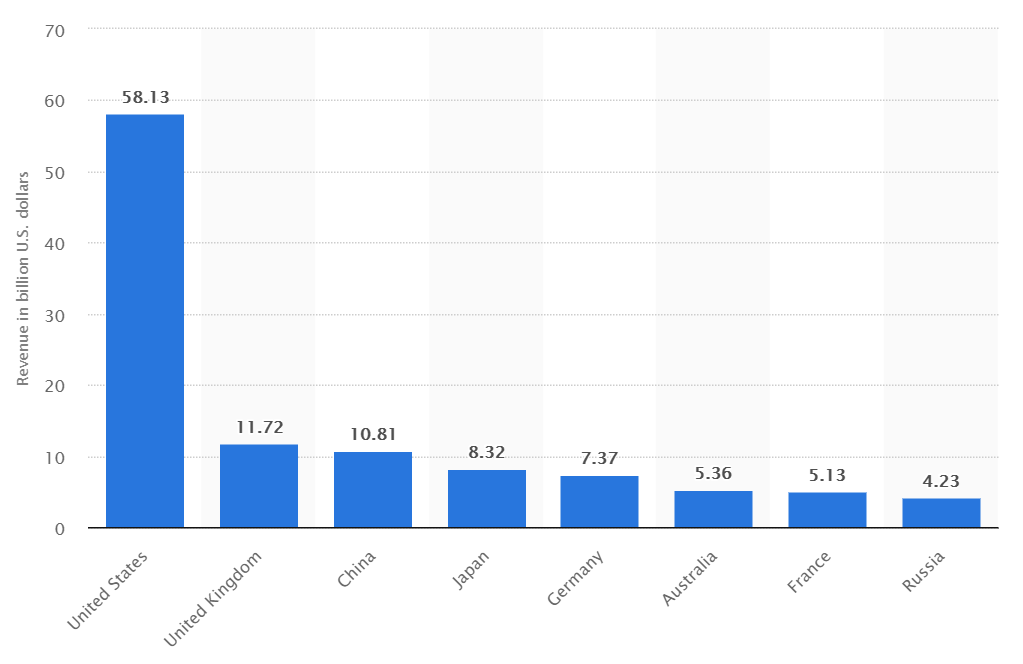 Revenue in billion U.S. dollars
70
60
50
40
30
20
10
0
58.13
11.72
10.81
8.32
7.37
5.36
5.13
4.23
United States
United Kingdom
China
Japan
Germany
Australia
France
Russia